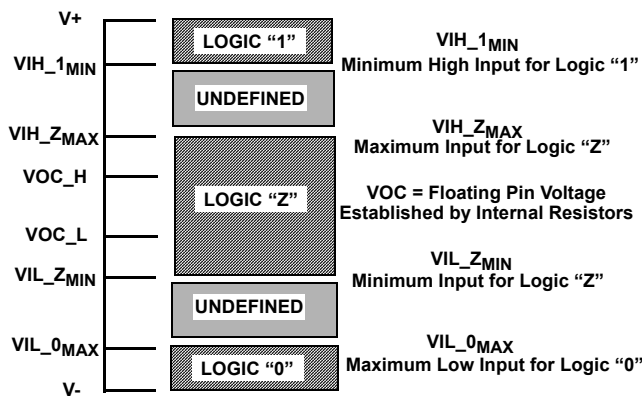 V+
VIH_1MIN
VIH_ZMAX
VOC_H
VOC_L
VIL_ZMIN
VIL_0MAX
V-
LOGIC “1”
UNDEFINED
LOGIC “Z”
UNDEFINED
LOGIC “0”
VIH_1MIN
Minimum High Input for Logic “1”
VIH_ZMAX
Maximum Input for Logic “Z”
VOC = Floating Pin Voltage
Established by Internal Resistors
VIL_ZMIN
Minimum Input for Logic “Z”
VIL_0MAX
Maximum Low Input for Logic “0”